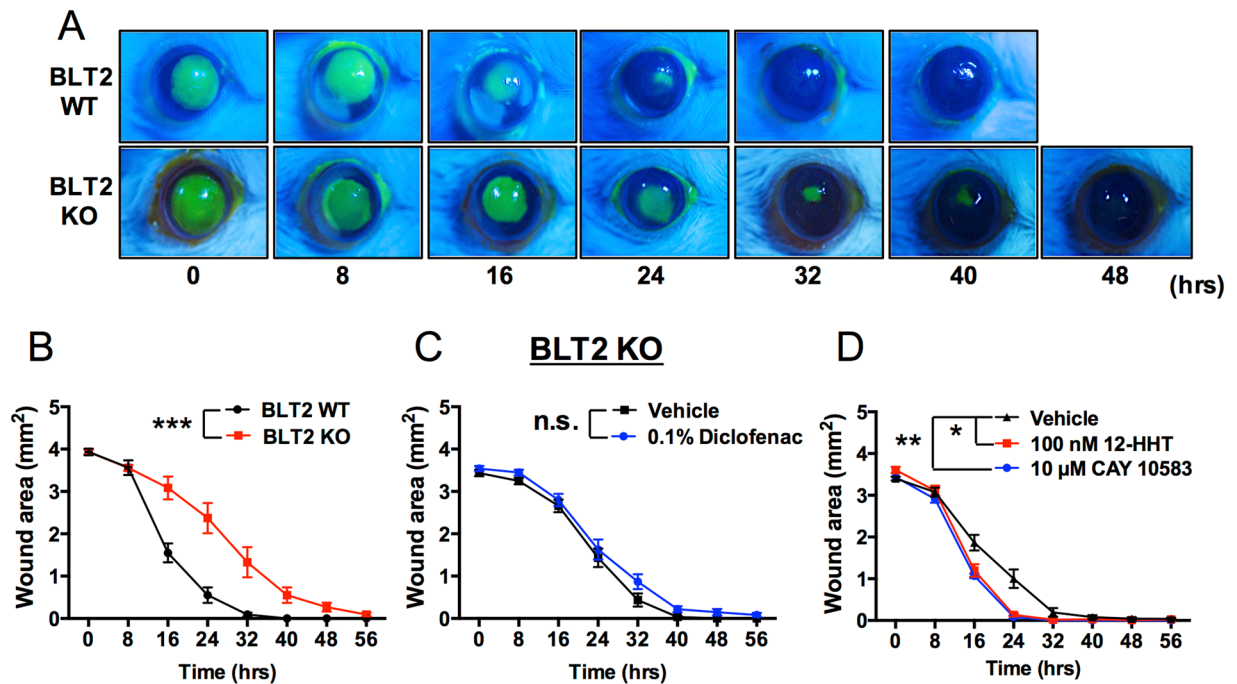 A
BLT2
WT
BLT2
KO
0 8 16 24 32 40 48
(hrs)
B
C
BLT2 KO
D
Wound area (mm²)
5
4
3
2
1
0
***
BLT2 WT
BLT2 KO
0 8 16 24 32 40 48 56
Time (hrs)
Wound area (mm²)
5
4
3
2
1
0
n.s.
Vehicle
0.1% Diclofenac
0 8 16 24 32 40 48 56
Time (hrs)
Wound area (mm²)
5
4
3
2
1
0
**
*
Vehicle
100 nM 12-HHT
10 µM CAY 10583
0 8 16 24 32 40 48 56
Time (hrs)